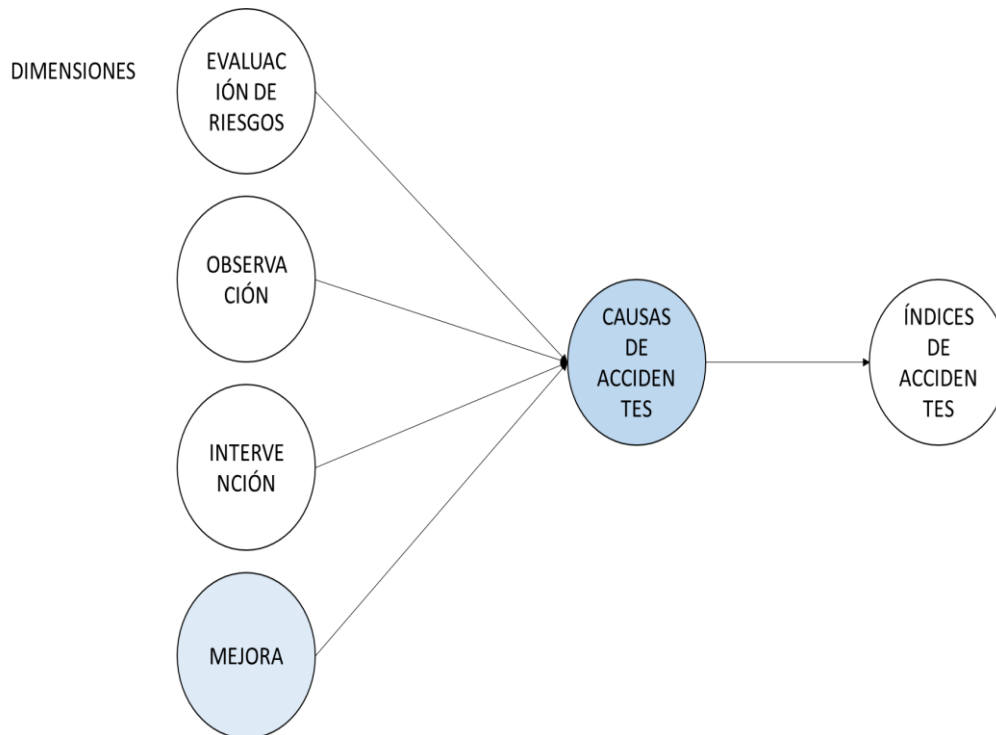 DIMENSIONES
EVALUAC
IÓN DE
RIESGOS
OBSERVA
CIÓN
INTERVE
NCIÓN
MEJORA
CAUSAS
DE
ACCIDEN
TES
ÍNDICES
DE
ACCIDEN
TES